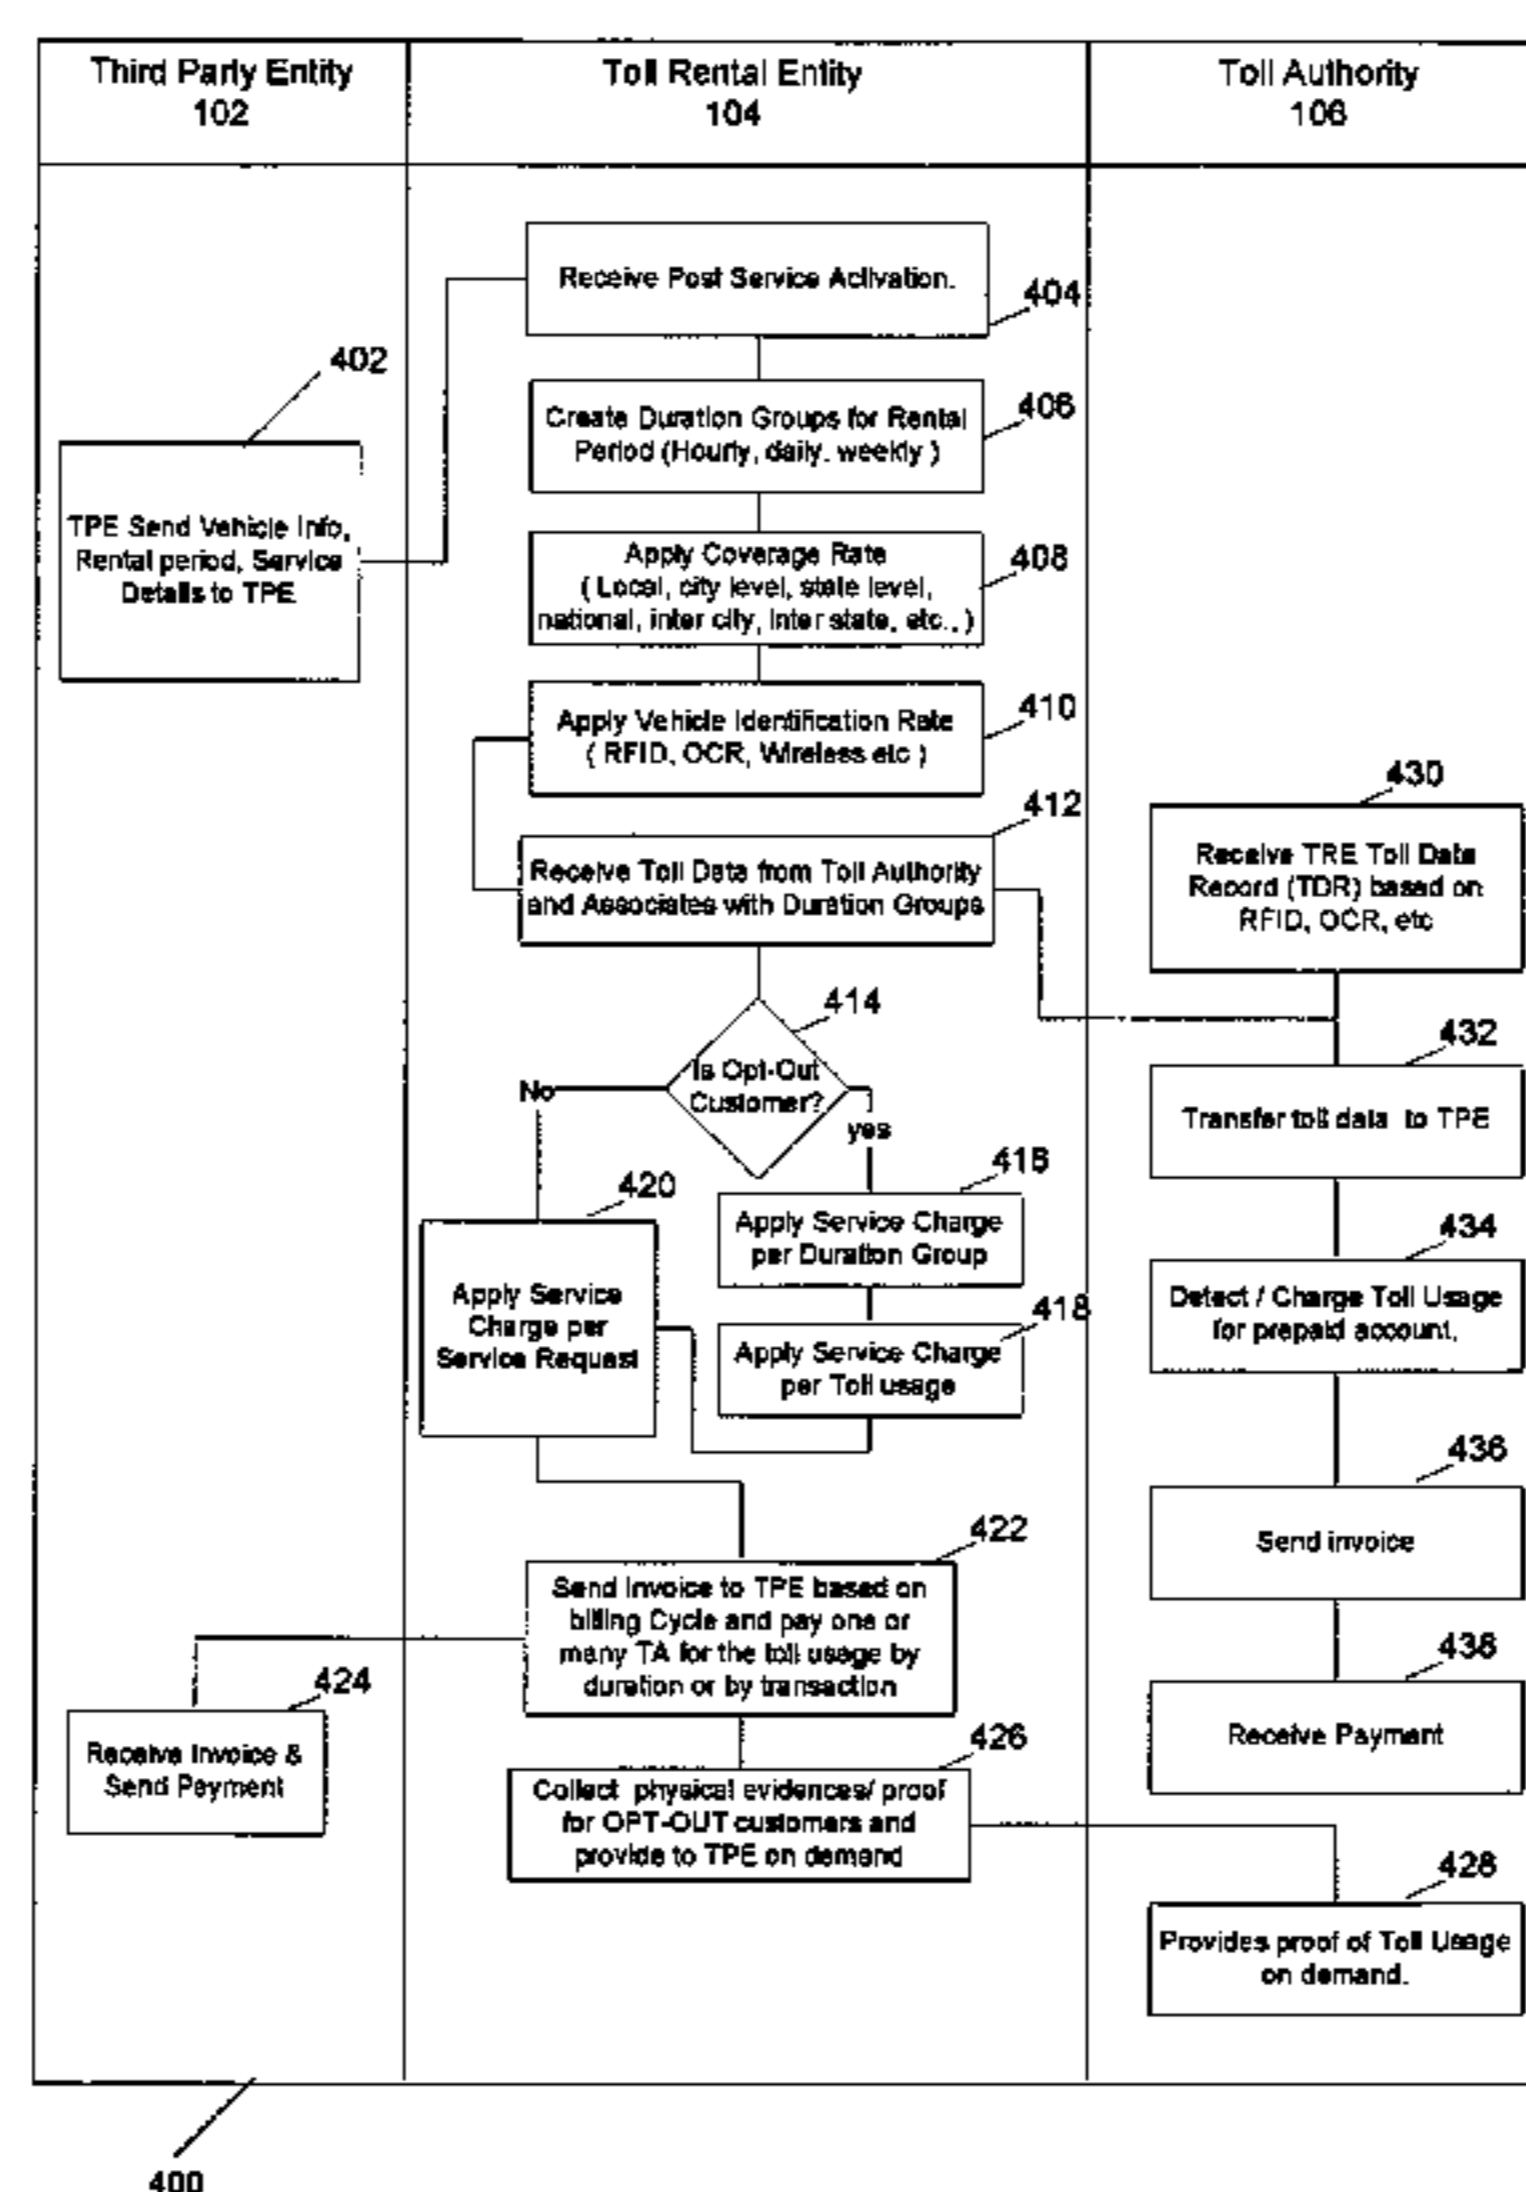 Third Party Entity
102
Toll Rental Entity
104
Toll Authority
106
Receive Post Service Activation.
404
402
TPE Send Vehicle Info,
Rental period, Service
Details to TPE
Create Duration Groups for Rental
Period (Hourly, daily, weekly )
406
Apply Coverage Rate
( Local, city level, state level,
national, inter city, Inter state, etc., )
408
Apply Vehicle Identification Rate
( RFID, OCR, Wireless etc )
410
Receive Toll Data from Toll Authority
and Associates with Duration Groups
412
430
Receive TRE Toll Data
Record (TDR) based on
RFID, OCR, etc
414
Is Opt-Out
Customer?
No
yes
432
Transfer toll data to TPE
416
Apply Service Charge
per Duration Group
420
Apply Service
Charge per
Service Request
418
Apply Service Charge
per Toll usage
434
Detect / Charge Toll Usage
for prepaid account.
436
Send invoice
422
Send Invoice to TPE based on
billing Cycle and pay one or
many TA for the toll usage by
duration or by transaction
424
Receive Invoice &
Send Payment
438
Receive Payment
426
Collect physical evidences/ proof
for OPT-OUT customers and
provide to TPE on demand
428
Provides proof of Toll Usage
on demand.
400